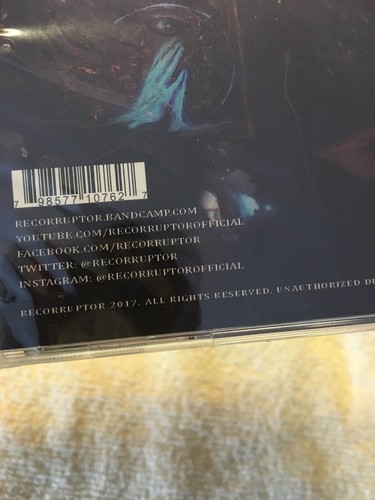 7 98577 10762 7
RECORRUPTOR.BANDCAMP.COM
YOUTUBE.COM/RECORRUPTOROFFICIAL
FACEBOOK.COM/RECORRUPTOR
TWITTER: @RECORRUPTOR
INSTAGRAM: @RECORRUPTOROFFICIAL
RECORRUPTOR 2017. ALL RIGHTS RESERVED. UNAUTHORIZED DU